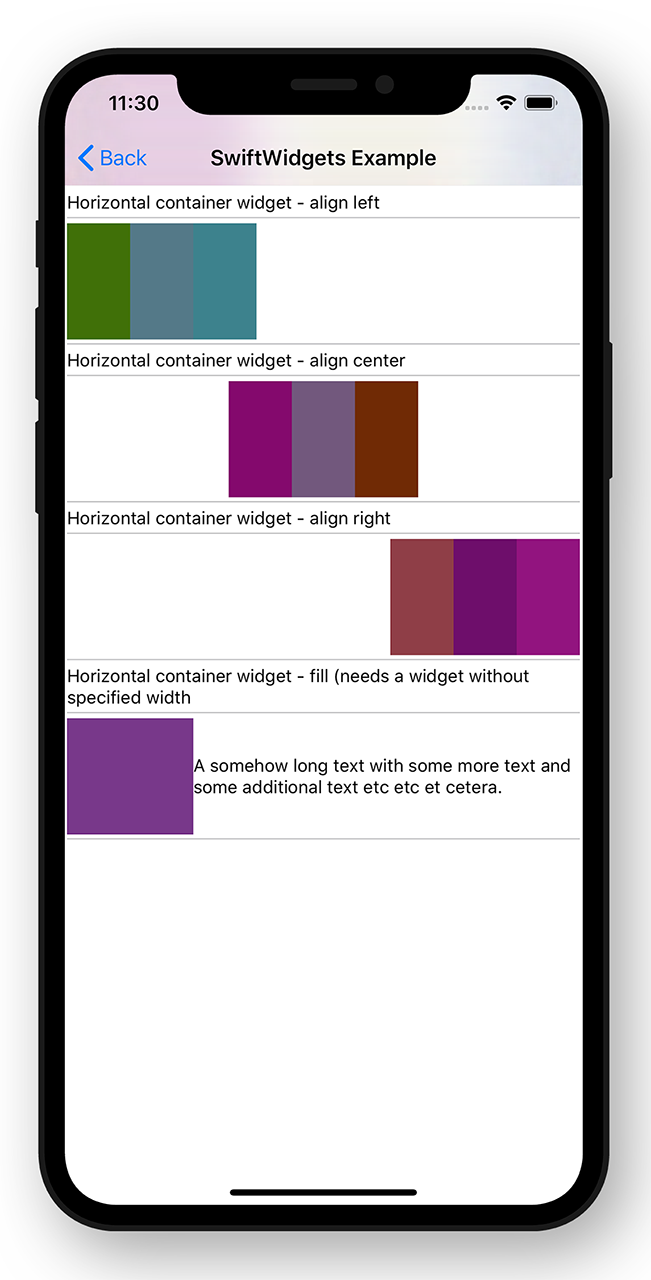 11:30
Back
SwiftWidgets Example
Horizontal container widget - align left
Horizontal container widget - align center
Horizontal container widget - align right
Horizontal container widget - fill (needs a widget without
specified width
A somehow long text with some more text and
some additional text etc etc et cetera.